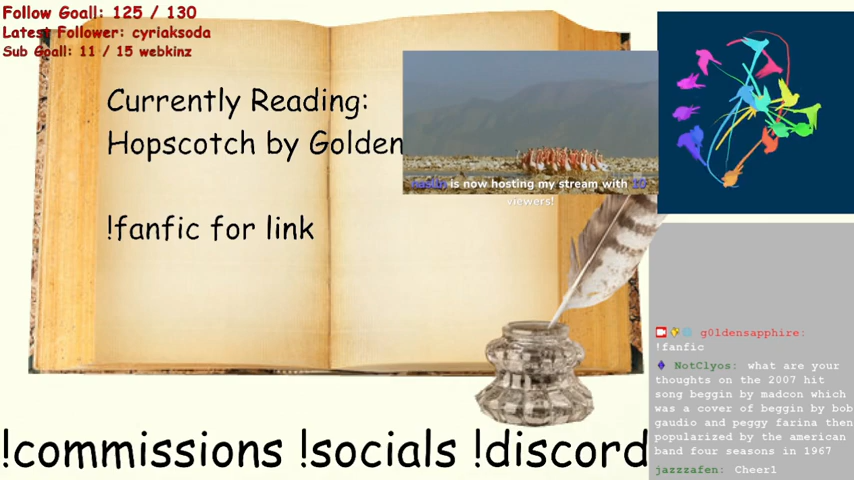 Follow Goall: 125 / 130
Latest Follower: cyriaksoda
Sub Goall: 11 / 15 webkinz
Currently Reading:
Hopscotch by Golden
!fanfic for link
is now hosting my stream with 20
viewers!
g0ldensapphire:
!fanfic
NotClyos: what are your
thoughts on the 2007 hit
song beggin by madcon which
was a cover of beggin by bob
gaudio and peggy farina then
popularized by the american
band four seasons in 1967
jazzzafen: Cheer1
!commissions !socials !discord